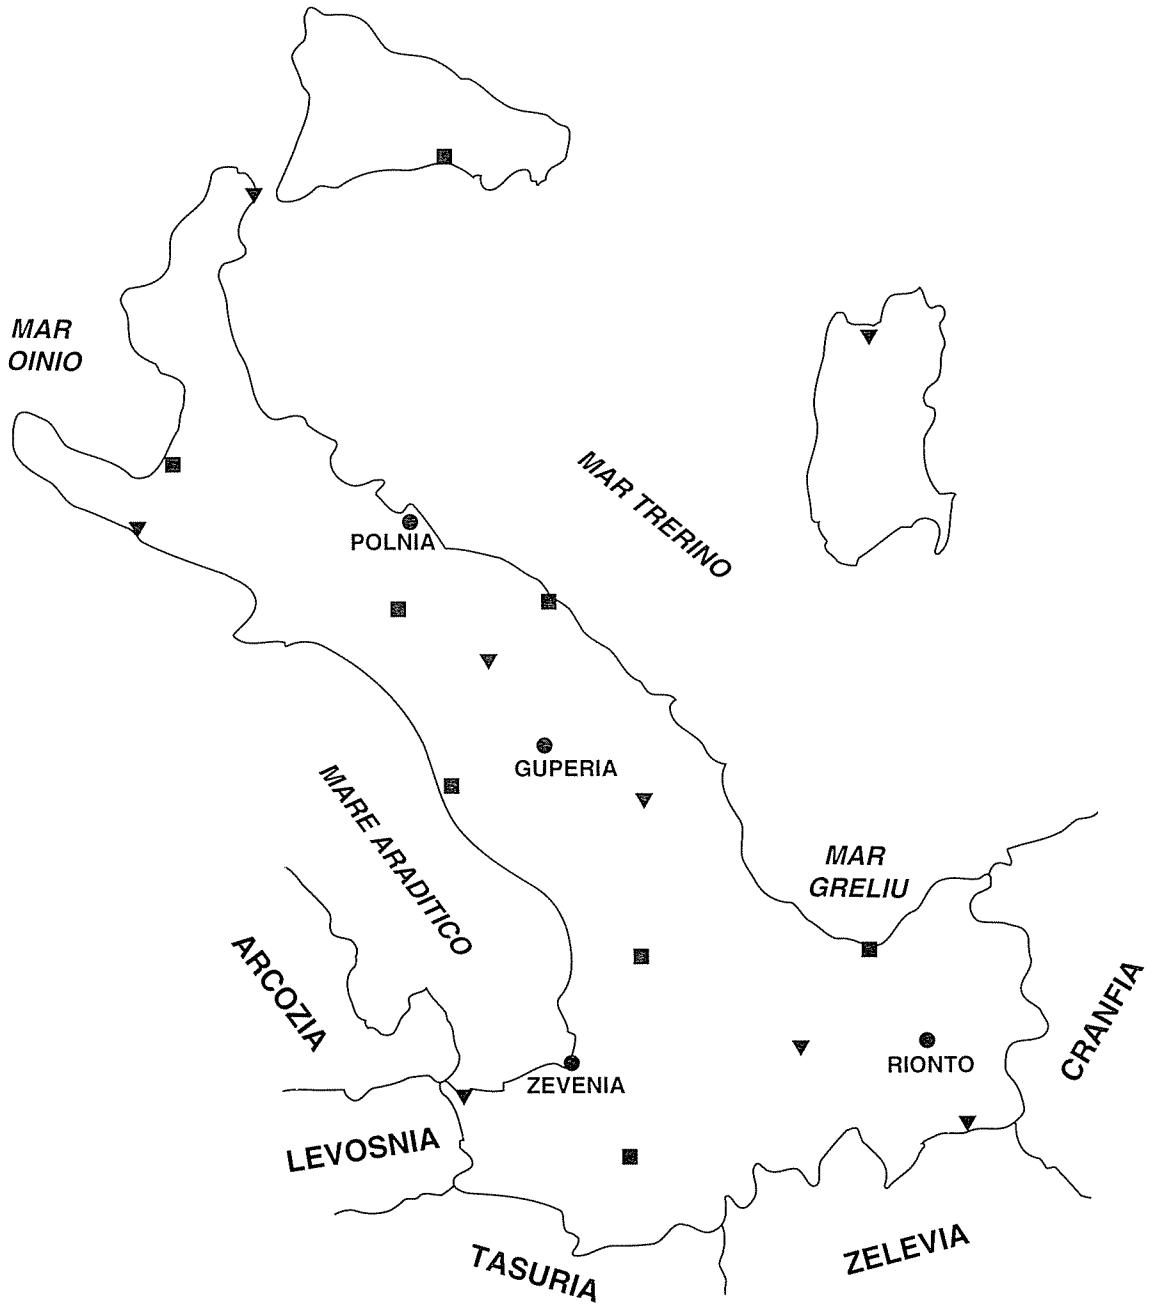 MAR
OINIO
MAR TRERINO
POLNIA
GUPERIA
MARE ARADITICO
MAR
GRELIU
ARCOZIA
CRANFIA
RIONTO
ZEVENIA
LEVOSNIA
TASURIA
ZELEVIA